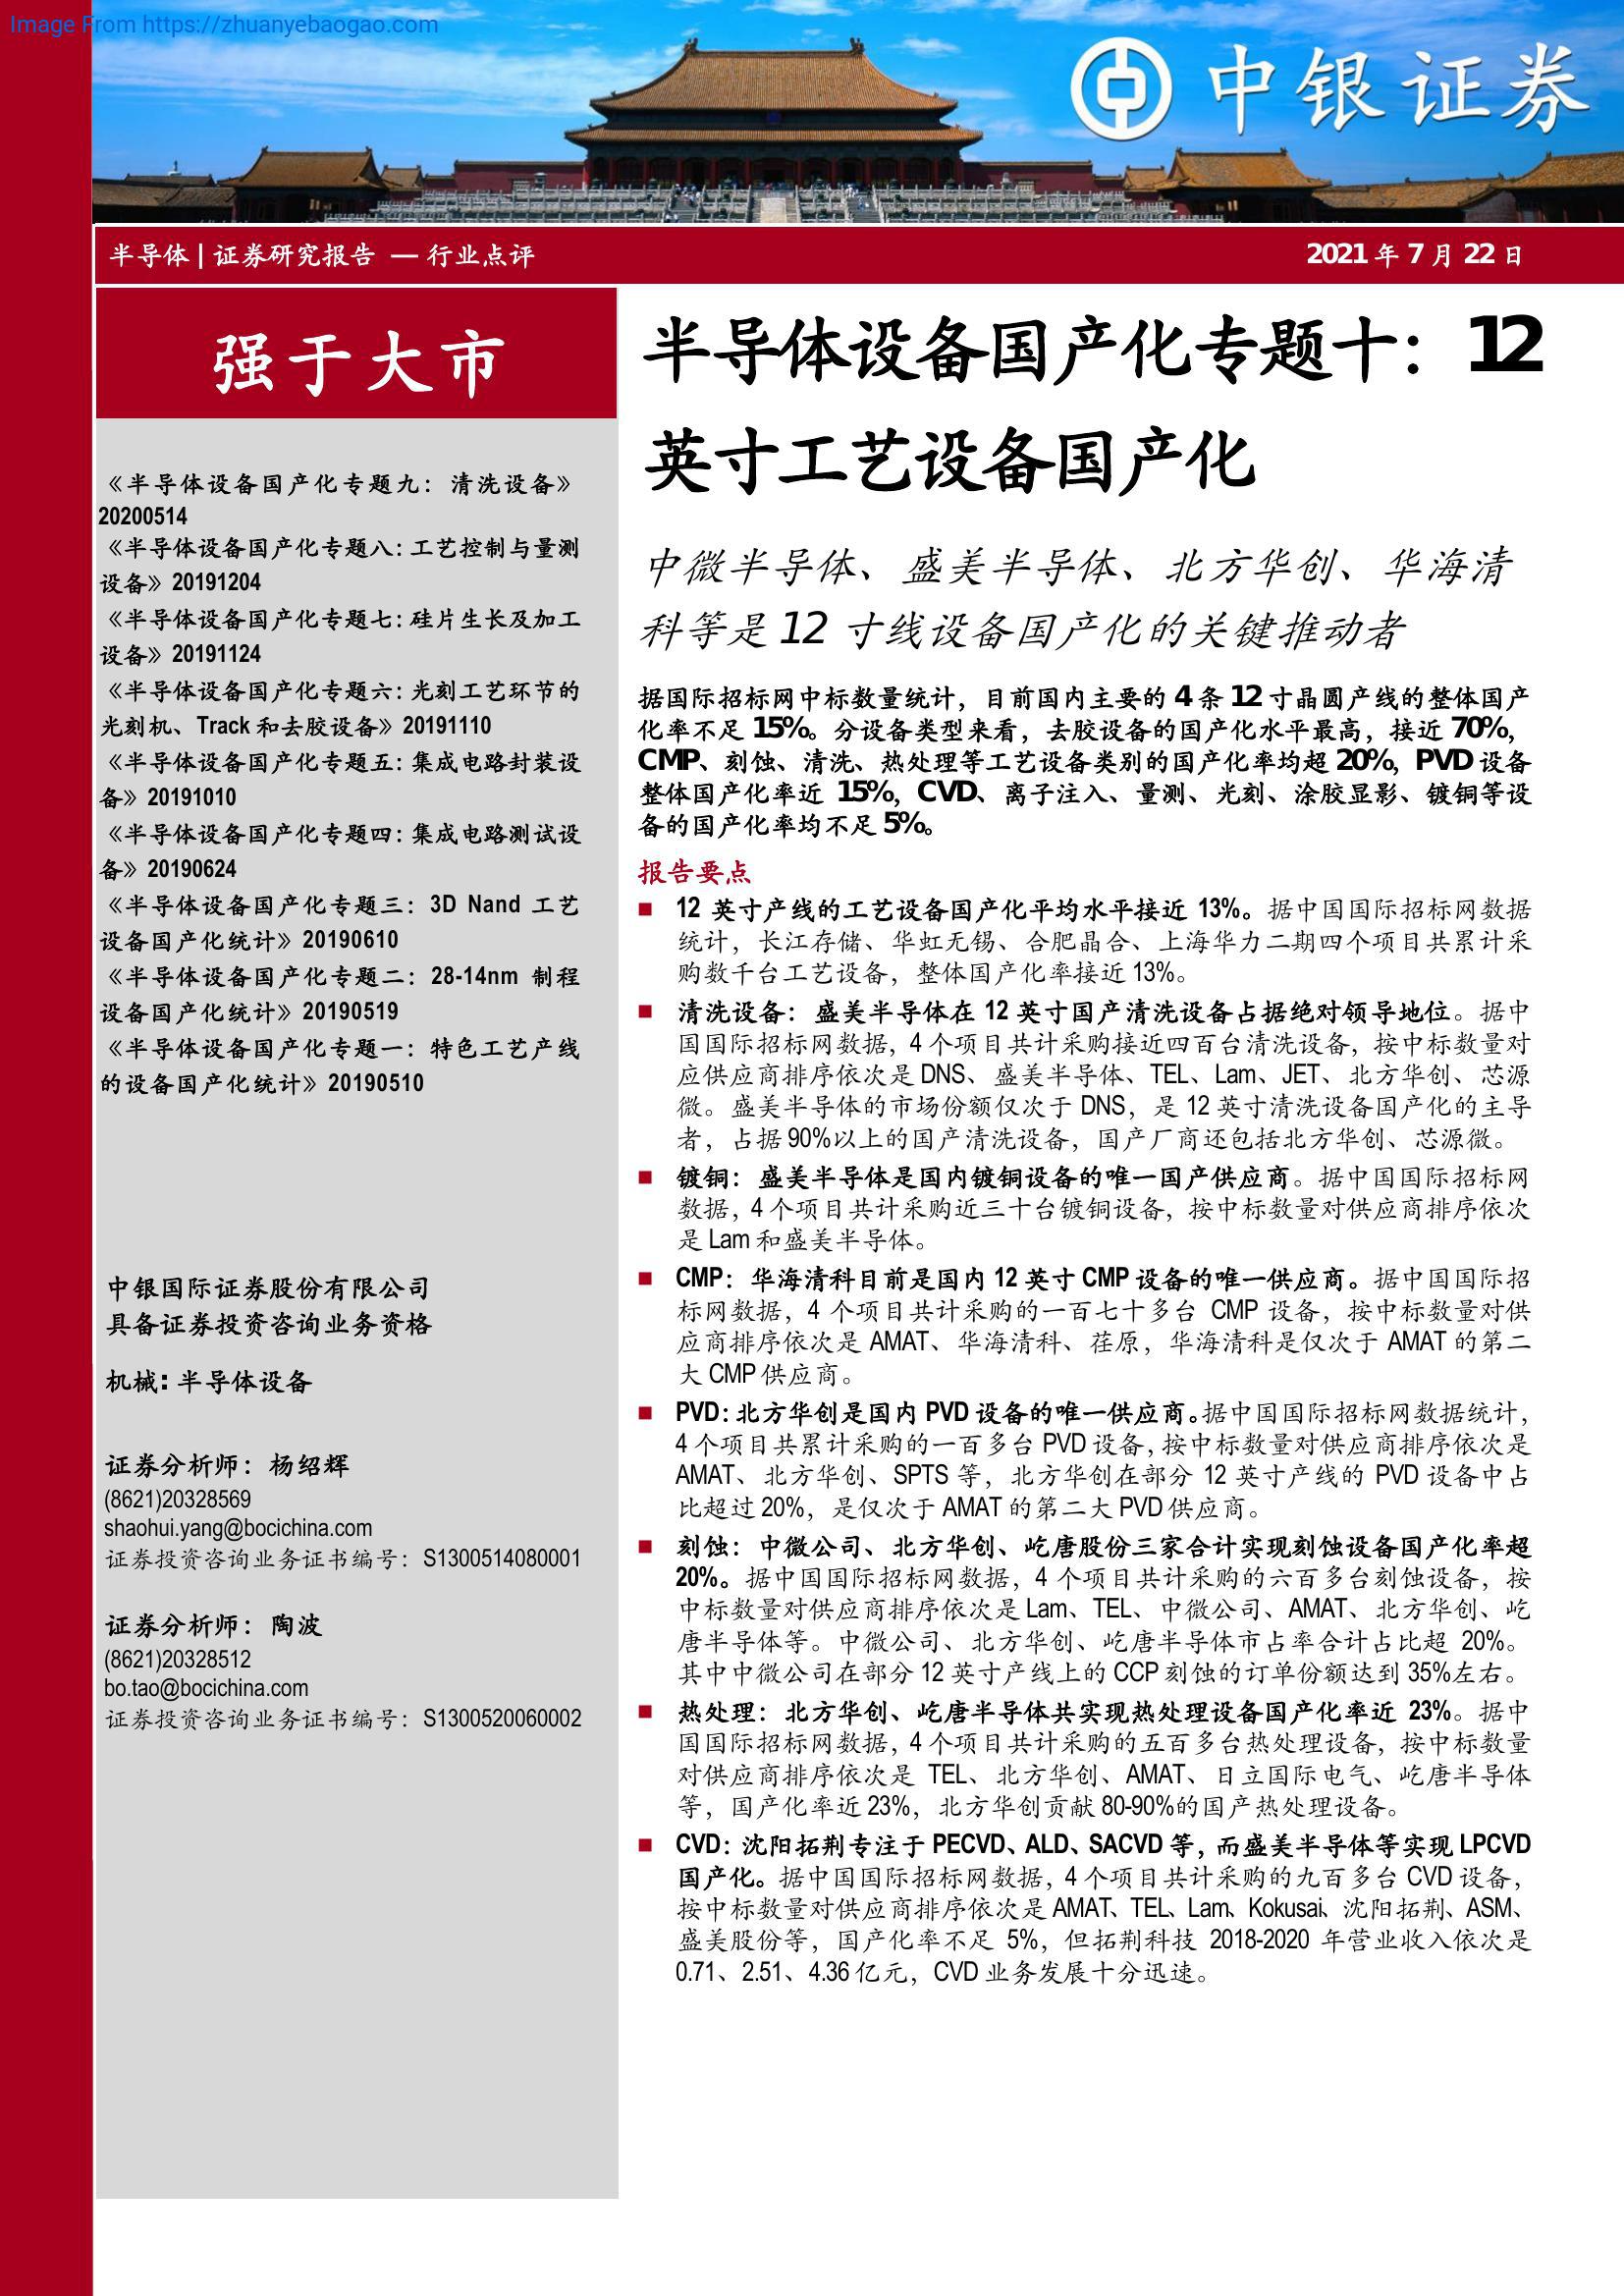 Image From https://zhuanyebaogao.com
中银证券
半导体 | 证券研究报告 — 行业点评
2021 年 7 月 22 日
强于大市
《半导体设备国产化专题九：清洗设备》
20200514
《半导体设备国产化专题八：工艺控制与量测
设备》20191204
《半导体设备国产化专题七：硅片生长及加工
设备》20191124
《半导体设备国产化专题六：光刻工艺环节的
光刻机、Track 和去胶设备》20191110
《半导体设备国产化专题五：集成电路封装设
备》20191010
《半导体设备国产化专题四：集成电路测试设
备》20190624
《半导体设备国产化专题三：3D Nand 工艺
设备国产化统计》20190610
《半导体设备国产化专题二：28-14nm 制程
设备国产化统计》20190519
《半导体设备国产化专题一：特色工艺产线
的设备国产化统计》20190510
中银国际证券股份有限公司
具备证券投资咨询业务资格
机械：半导体设备
证券分析师：杨绍辉
(8621)20328569
shaohui.yang@bocichina.com
证券投资咨询业务证书编号：S1300514080001
证券分析师：陶波
(8621)20328512
bo.tao@bocichina.com
证券投资咨询业务证书编号：S1300520060002
半导体设备国产化专题十：12
英寸工艺设备国产化
中微半导体、盛美半导体、北方华创、华海清
科等是 12 寸线设备国产化的关键推动者
据国际招标网中标数量统计，目前国内主要的 4 条 12 寸晶圆产线的整体国产
化率不足 15%。分设备类型来看，去胶设备的国产化水平最高，接近 70%，
CMP、刻蚀、清洗、热处理等工艺设备类别的国产化率均超 20%，PVD 设备
整体国产化率近 15%，CVD、离子注入、量测、光刻、涂胶显影、镀铜等设
备的国产化率均不足 5%。
报告要点
■ 12 英寸产线的工艺设备国产化平均水平接近 13%。据中国国际招标网数据
统计，长江存储、华虹无锡、合肥晶合、上海华力二期四个项目共累计采
购数千台工艺设备，整体国产化率接近 13%。
■ 清洗设备：盛美半导体在 12 英寸国产清洗设备占据绝对领导地位。据中
国国际招标网数据，4 个项目共计采购接近四百台清洗设备，按中标数量对
应供应商排序依次是 DNS、盛美半导体、TEL、Lam、JET、北方华创、芯源
微。盛美半导体的市场份额仅次于 DNS，是 12 英寸清洗设备国产化的主导
者，占据 90%以上的国产清洗设备，国产厂商还包括北方华创、芯源微。
■ 镀铜：盛美半导体是国内镀铜设备的唯一国产供应商。据中国国际招标网
数据，4 个项目共计采购近三十台镀铜设备，按中标数量对供应商排序依次
是 Lam 和盛美半导体。
■ CMP：华海清科目前是国内 12 英寸 CMP 设备的唯一供应商。据中国国际招
标网数据，4 个项目共计采购的一百七十多台 CMP 设备，按中标数量对供
应商排序依次是 AMAT、华海清科、荏原，华海清科是仅次于 AMAT 的第二
大 CMP 供应商。
■ PVD：北方华创是国内 PVD 设备的唯一供应商。据中国国际招标网数据统计，
4 个项目共累计采购的一百多台 PVD 设备，按中标数量对供应商排序依次是
AMAT、北方华创、SPTS 等，北方华创在部分 12 英寸产线的 PVD 设备中占
比超过 20%，是仅次于 AMAT 的第二大 PVD 供应商。
■ 刻蚀：中微公司、北方华创、屹唐股份三家合计实现刻蚀设备国产化率超
20%。据中国国际招标网数据，4 个项目共计采购的六百多台刻蚀设备，按
中标数量对供应商排序依次是 Lam、TEL、中微公司、AMAT、北方华创、屹
唐半导体等。中微公司、北方华创、屹唐半导体市占率合计占比超 20%。
其中中微公司在部分 12 英寸产线上的 CCP 刻蚀的订单份额达到 35%左右。
■ 热处理：北方华创、屹唐半导体共实现热处理设备国产化率近 23%。据中
国国际招标网数据，4 个项目共计采购的五百多台热处理设备，按中标数量
对供应商排序依次是 TEL、北方华创、AMAT、日立国际电气、屹唐半导体
等，国产化率近 23%，北方华创贡献 80-90%的国产热处理设备。
■ CVD：沈阳拓荆专注于 PECVD、ALD、SACVD 等，而盛美半导体等实现 LPCVD
国产化。据中国国际招标网数据，4 个项目共计采购的九百多台 CVD 设备，
按中标数量对供应商排序依次是 AMAT、TEL、Lam、Kokusai、沈阳拓荆、ASM、
盛美股份等，国产化率不足 5%，但拓荆科技 2018-2020 年营业收入依次是
0.71、2.51、4.36 亿元，CVD 业务发展十分迅速。